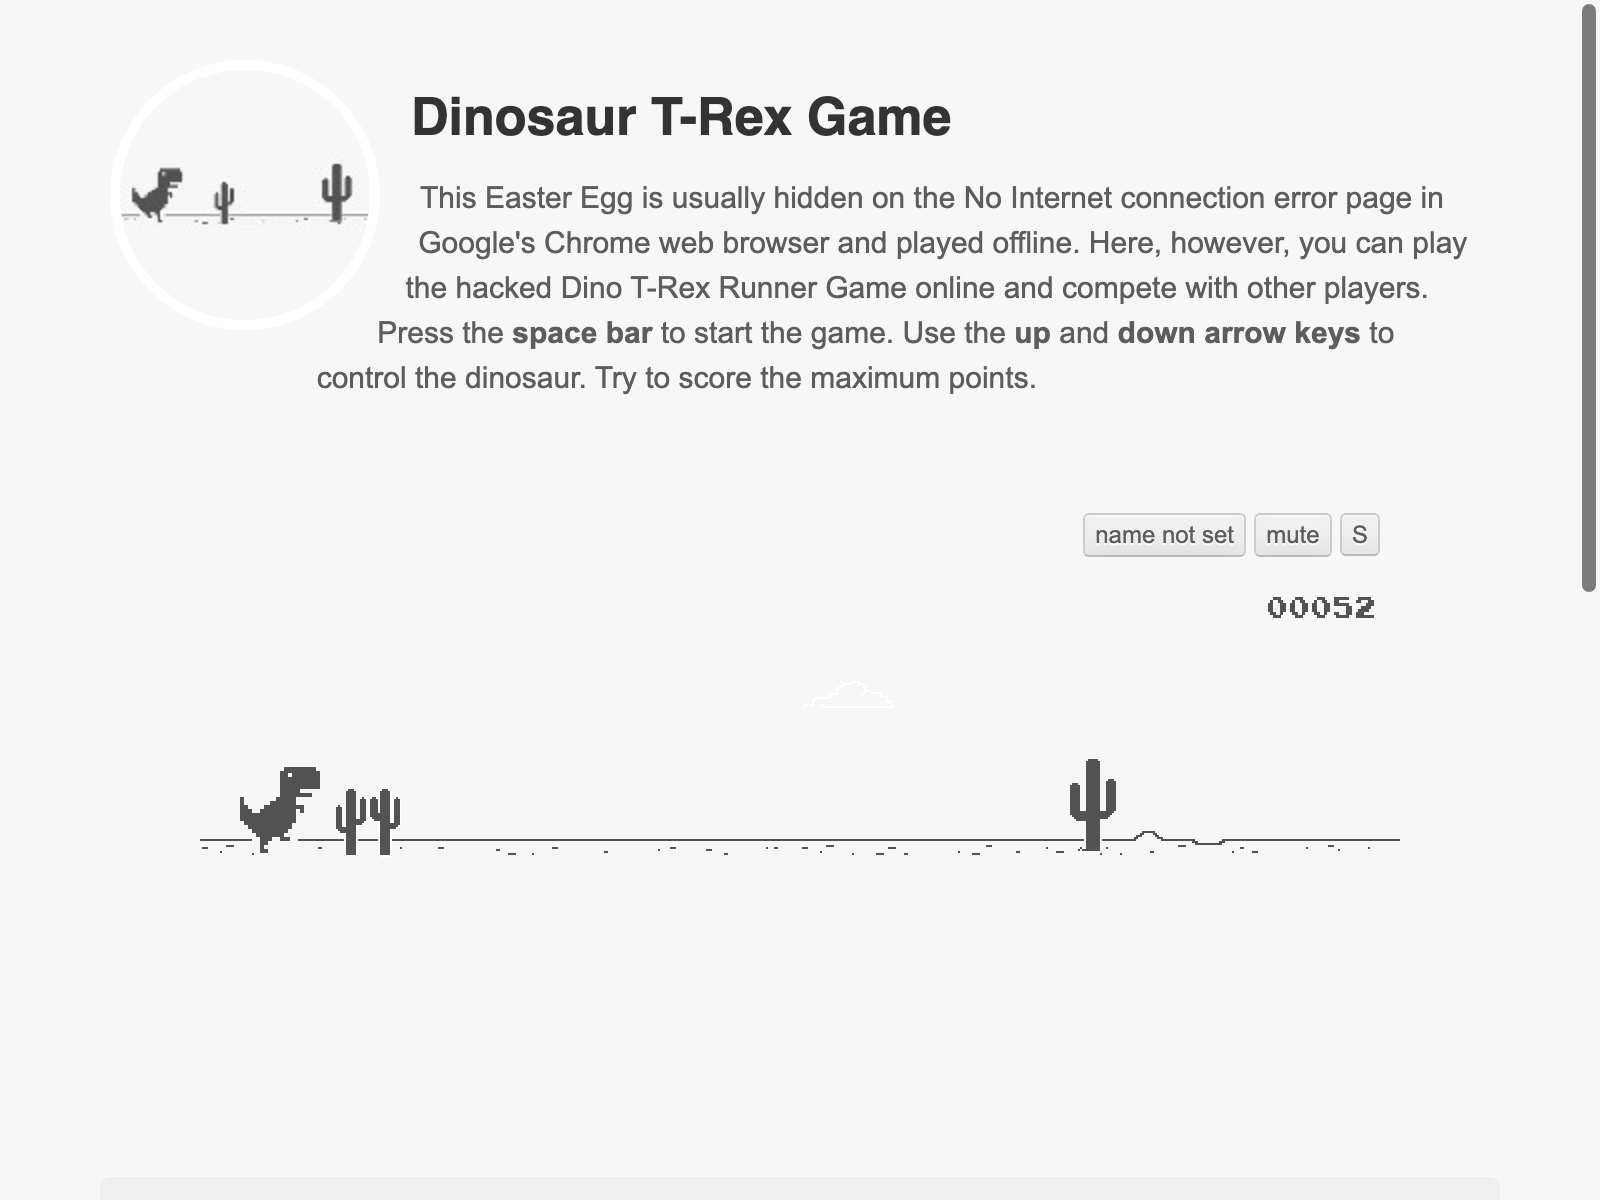 Dinosaur T-Rex Game
This Easter Egg is usually hidden on the No Internet connection error page in
Google's Chrome web browser and played offline. Here, however, you can play
the hacked Dino T-Rex Runner Game online and compete with other players.
Press the space bar to start the game. Use the up and down arrow keys to
control the dinosaur. Try to score the maximum points.
name not set mute S
00052